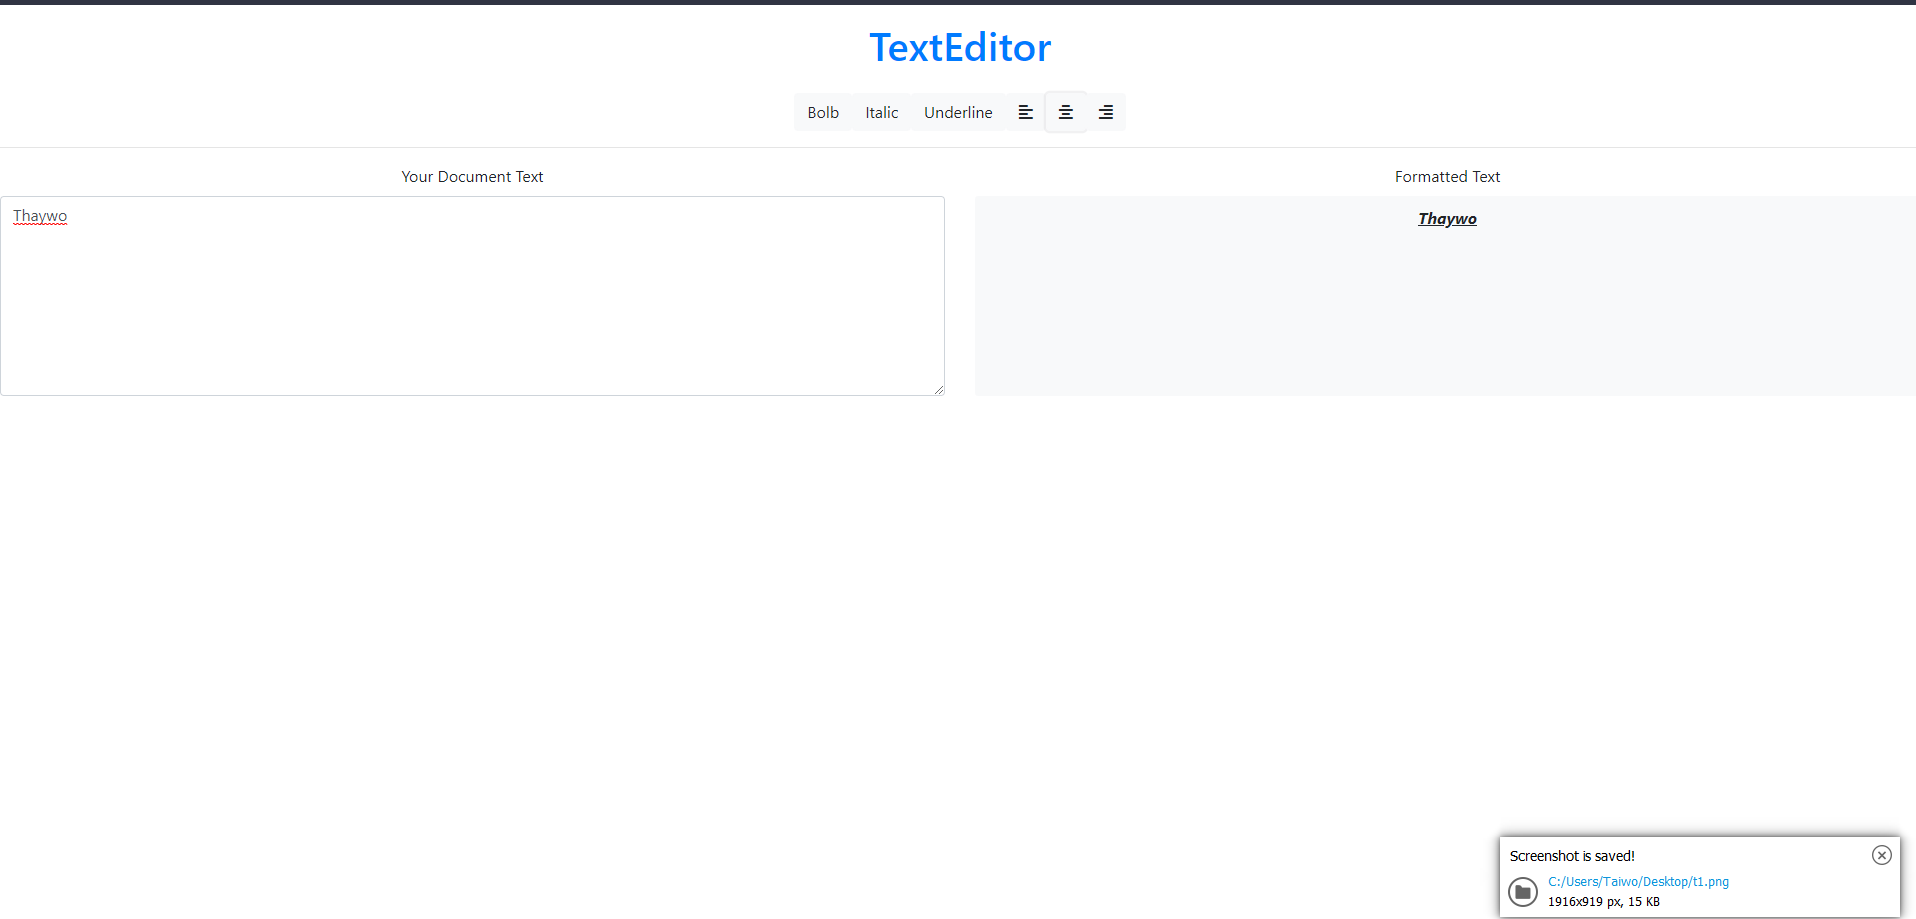 TextEditor
Bolb Italic Underline
Your Document Text
Formatted Text
Thaywo
Thaywo
Screenshot is saved!
C:/Users/Taiwo/Desktop/t1.png
1916x919 px, 15 KB